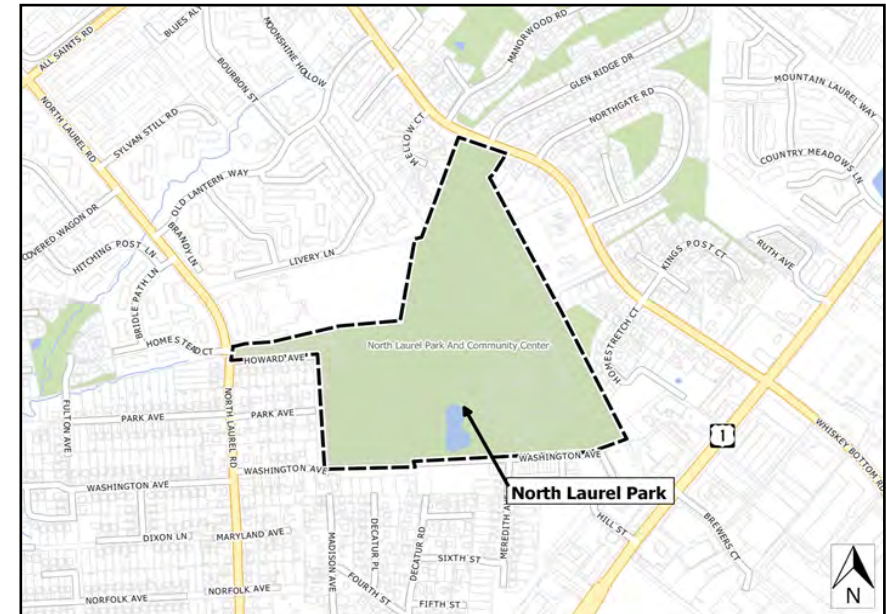 ALL SAINTS RD
BLUES AL
MOONSHINE HOLLOW
BOURBON ST
MANORWOOD RD
GLEN RIDGE DR
NORTHGATE RD
MOUNTAIN LAUREL WAY
COUNTRY MEADOWS LN
NORTH LAUREL RD
SYLVAN STILL RD
MELLOW CT
OLD LANTERN WAY
COVERED WAGON DR
HITCHING POST LN
BRANDY LN
LIVERY LN
KINGS POST CT
RUTH AVE
BRIDLE PATH LN
HOMESTEAD CT
HOWARD AVE
North Laurel Park And Community Center
HOMESTRETCH CT
FULTON AVE
PARK AVE
PARK AVE
NORTH LAUREL RD
1
WHISKEY BOTTOM RD
WASHINGTON AVE
WASHINGTON AVE
WASHINGTON AVE
North Laurel Park
HILL ST
BREWERS CT
DIXON LN
MARYLAND AVE
MADISON AVE
DECATUR PL
DECATUR RD
MEREDITH A
SIXTH ST
FOURTH ST
FIFTH ST
NORFOLK AVE
NORFOLK AVE
N